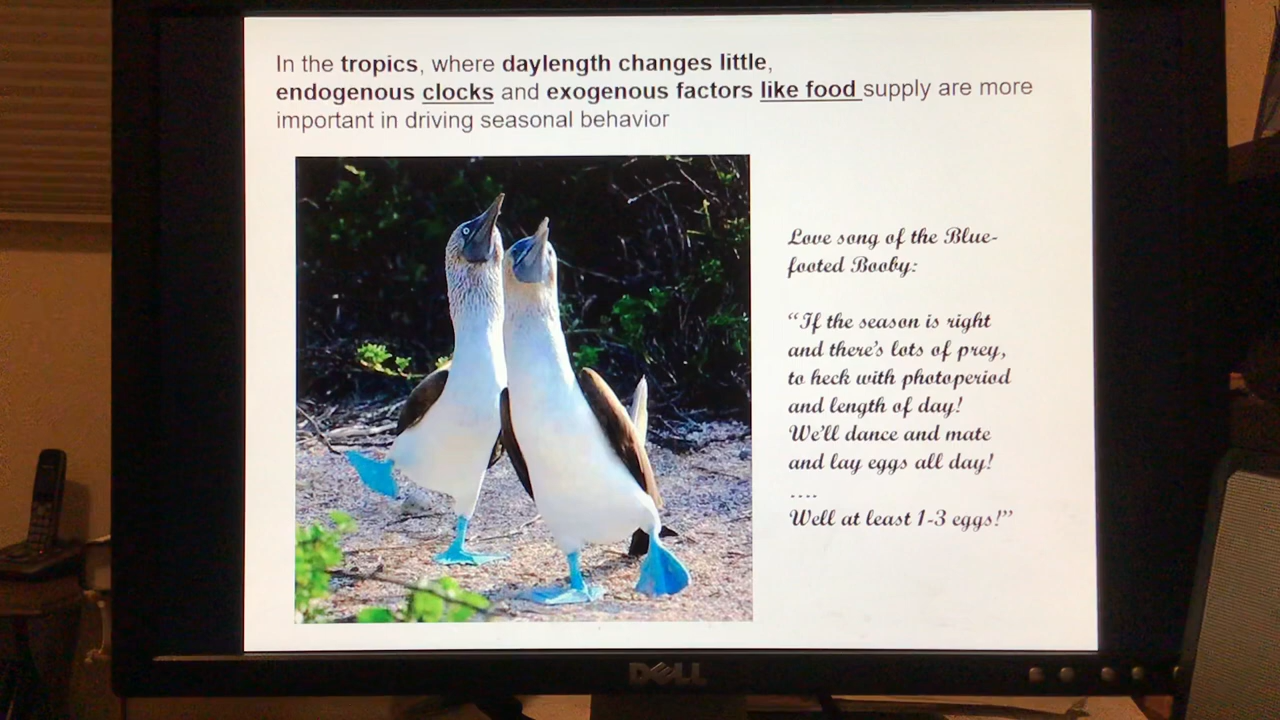 In the tropics, where daylength changes little,
endogenous clocks and exogenous factors like food supply are more
important in driving seasonal behavior
Love song of the Blue-
footed Booby:
“If the season is right
and there’s lots of prey,
to heck with photoperiod
and length of day!
We’ll dance and mate
and lay eggs all day!
....
Well at least 1-3 eggs!”
DELL